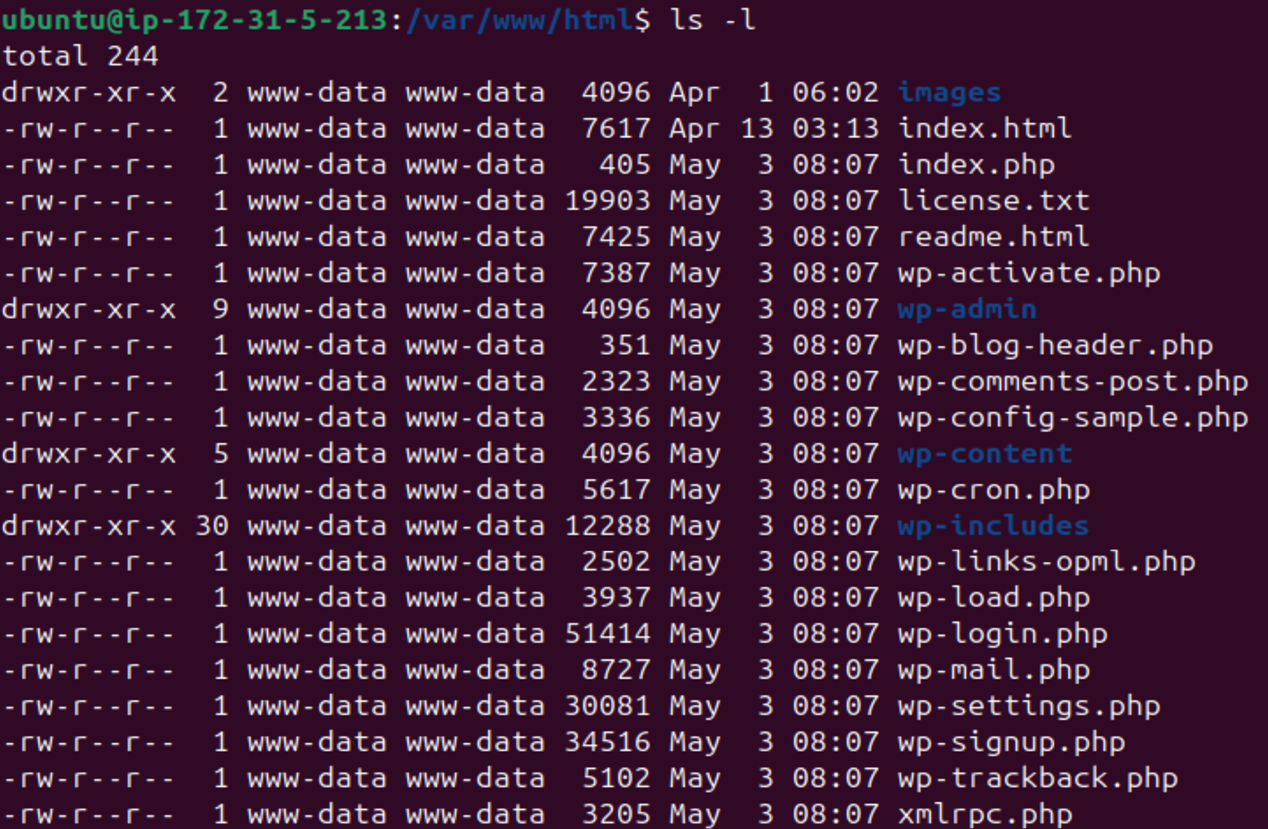 ubuntu@ip-172-31-5-213:/var/www/html$ ls -l
total 244
drwxr-xr-x  2 www-data www-data  4096 Apr  1 06:02 images
-rw-r--r--  1 www-data www-data  7617 Apr 13 03:13 index.html
-rw-r--r--  1 www-data www-data   405 May  3 08:07 index.php
-rw-r--r--  1 www-data www-data 19903 May  3 08:07 license.txt
-rw-r--r--  1 www-data www-data  7425 May  3 08:07 readme.html
-rw-r--r--  1 www-data www-data  7387 May  3 08:07 wp-activate.php
drwxr-xr-x  9 www-data www-data  4096 May  3 08:07 wp-admin
-rw-r--r--  1 www-data www-data   351 May  3 08:07 wp-blog-header.php
-rw-r--r--  1 www-data www-data  2323 May  3 08:07 wp-comments-post.php
-rw-r--r--  1 www-data www-data  3336 May  3 08:07 wp-config-sample.php
drwxr-xr-x  5 www-data www-data  4096 May  3 08:07 wp-content
-rw-r--r--  1 www-data www-data  5617 May  3 08:07 wp-cron.php
drwxr-xr-x 30 www-data www-data 12288 May  3 08:07 wp-includes
-rw-r--r--  1 www-data www-data  2502 May  3 08:07 wp-links-opml.php
-rw-r--r--  1 www-data www-data  3937 May  3 08:07 wp-load.php
-rw-r--r--  1 www-data www-data 51414 May  3 08:07 wp-login.php
-rw-r--r--  1 www-data www-data  8727 May  3 08:07 wp-mail.php
-rw-r--r--  1 www-data www-data 30081 May  3 08:07 wp-settings.php
-rw-r--r--  1 www-data www-data 34516 May  3 08:07 wp-signup.php
-rw-r--r--  1 www-data www-data  5102 May  3 08:07 wp-trackback.php
-rw-r--r--  1 www-data www-data  3205 May  3 08:07 xmlrpc.php